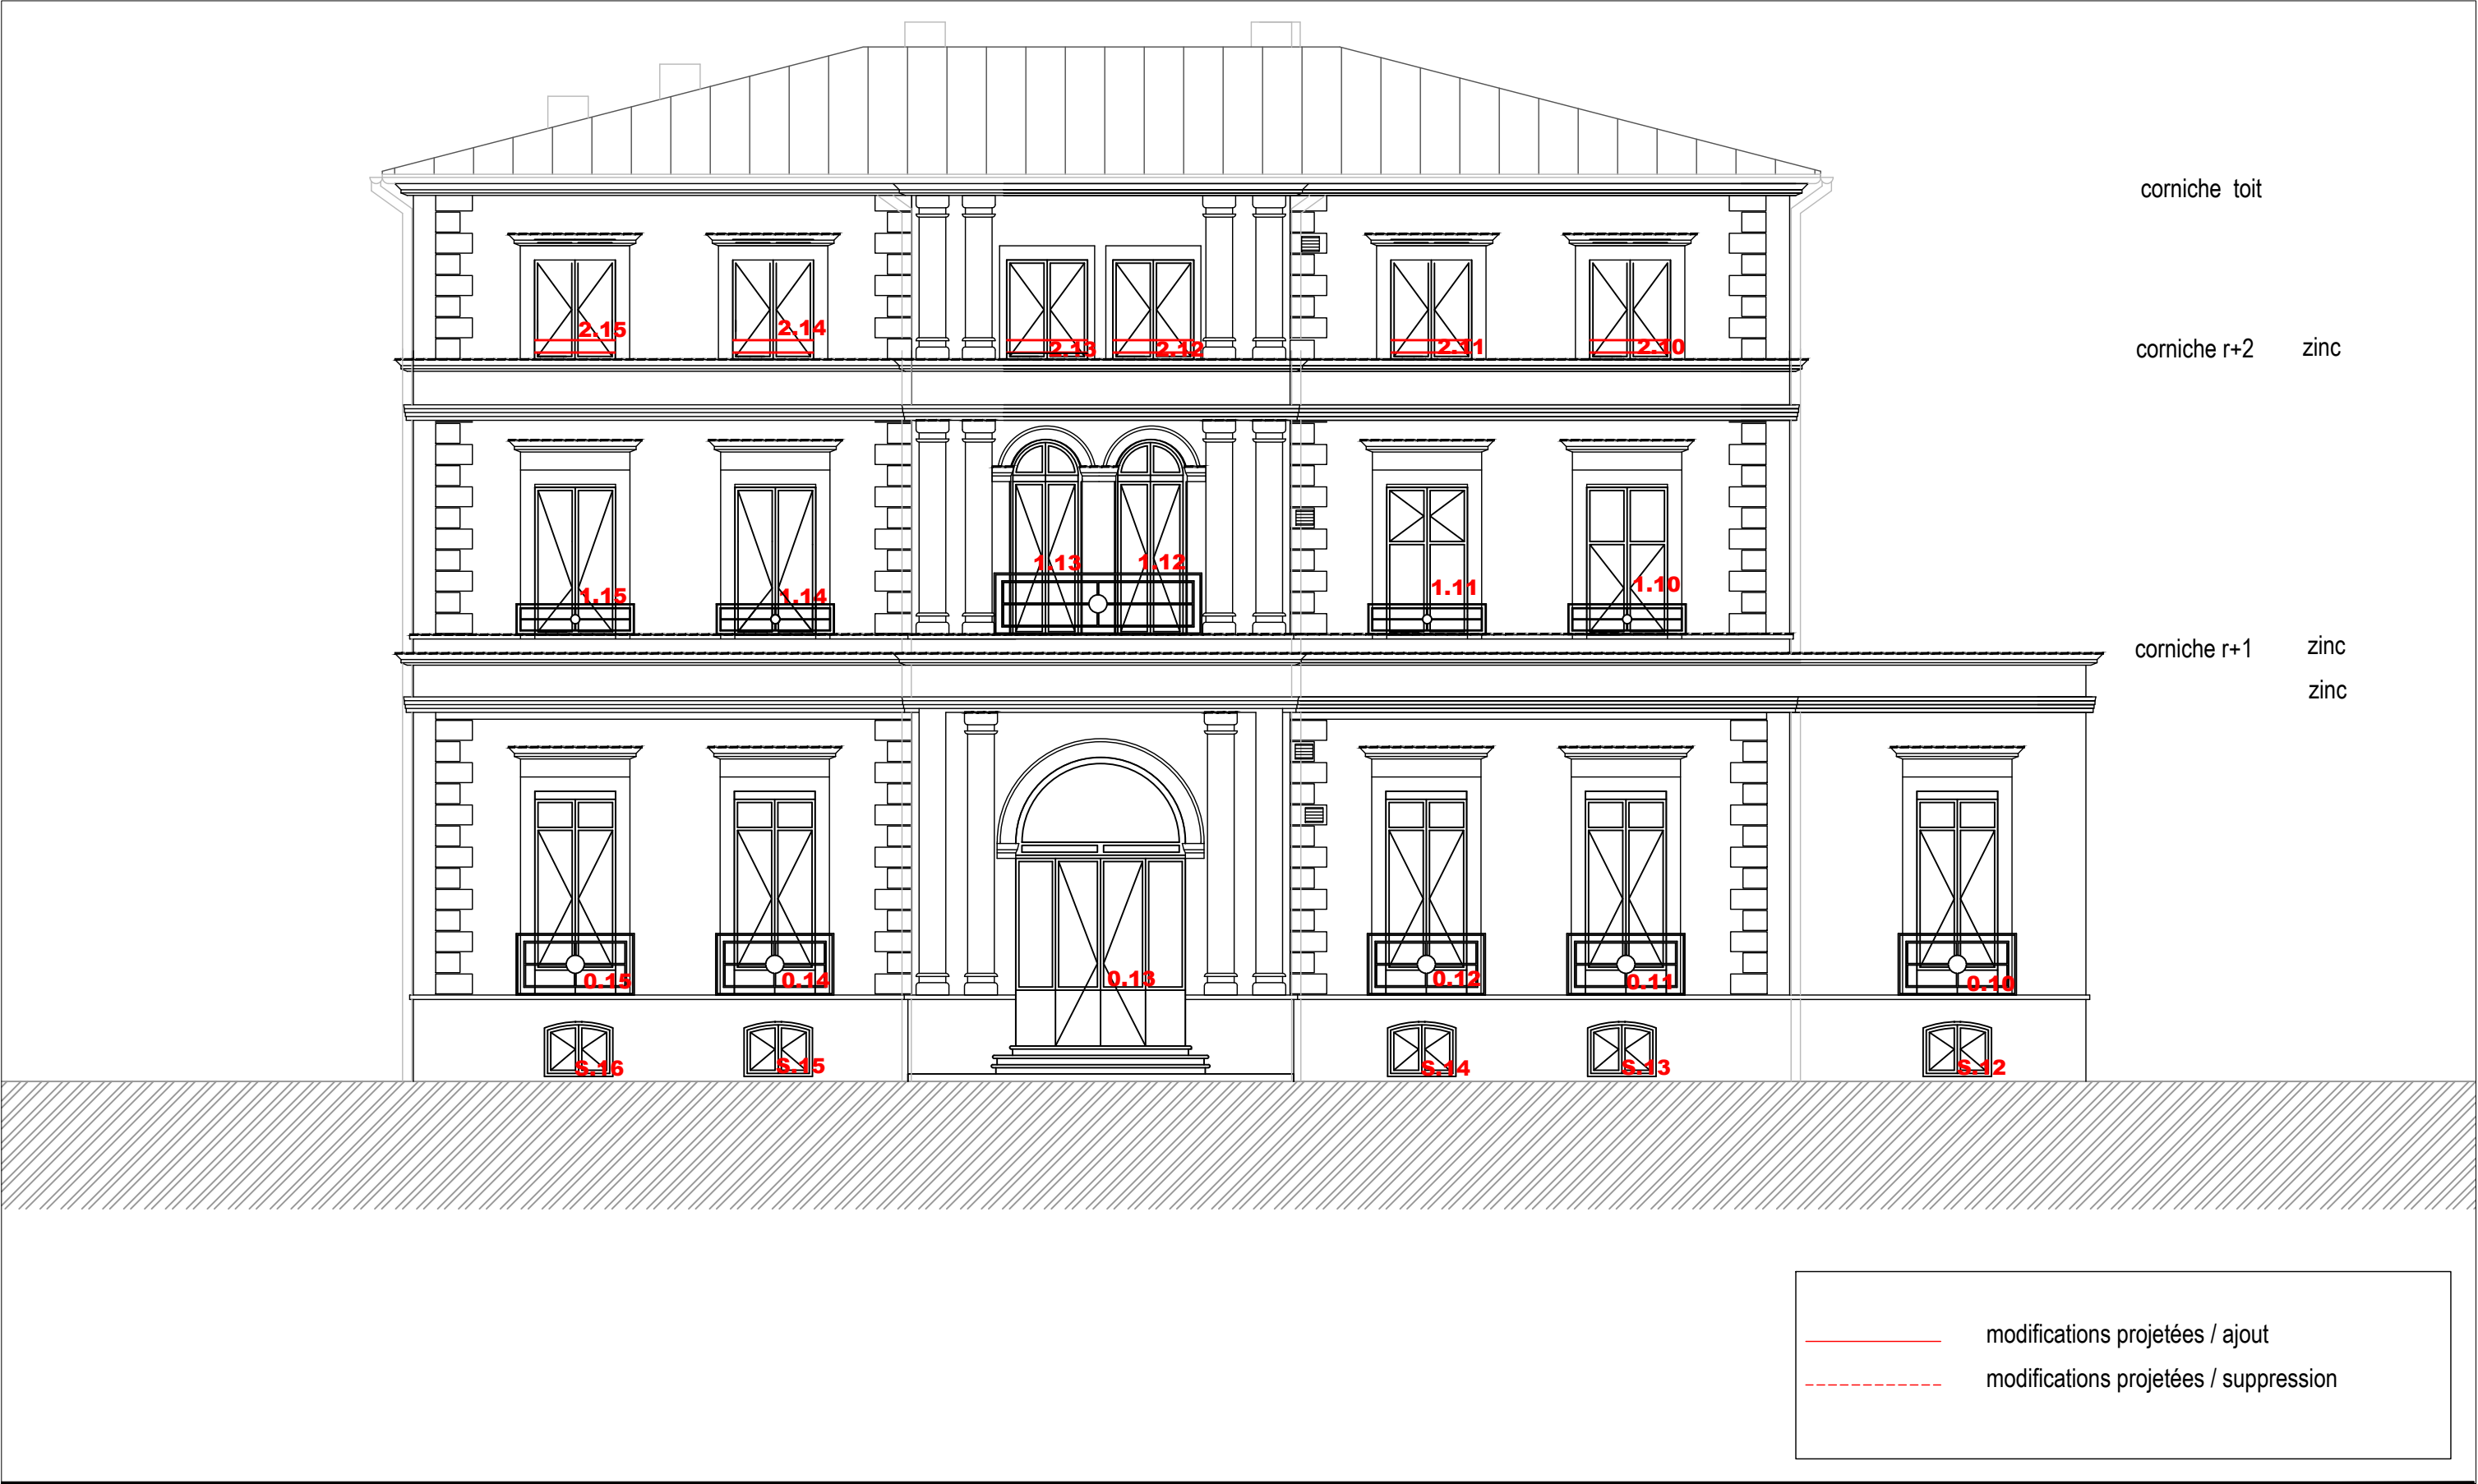 corniche toit
2.15 2.14 2.13 2.12 2.11 2.10
corniche r+2 zinc
1.15 1.14 1.13 1.12 1.11 1.10
corniche r+1 zinc
zinc
0.15 0.14 0.13 0.12 0.11 0.10
S.16 S.15 S.14 S.13 S.12
modifications projetées / ajout
modifications projetées / suppression